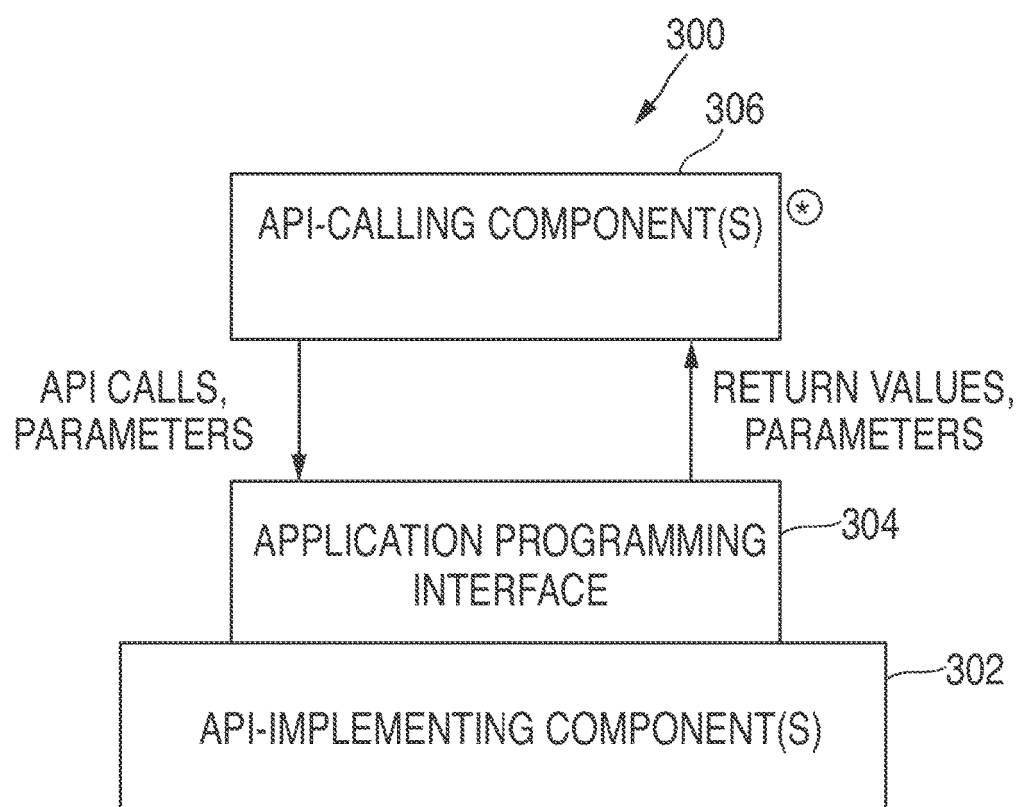 300
306
API-CALLING COMPONENT(S)
*
API CALLS,
PARAMETERS
RETURN VALUES,
PARAMETERS
APPLICATION PROGRAMMING
INTERFACE
304
302
API-IMPLEMENTING COMPONENT(S)